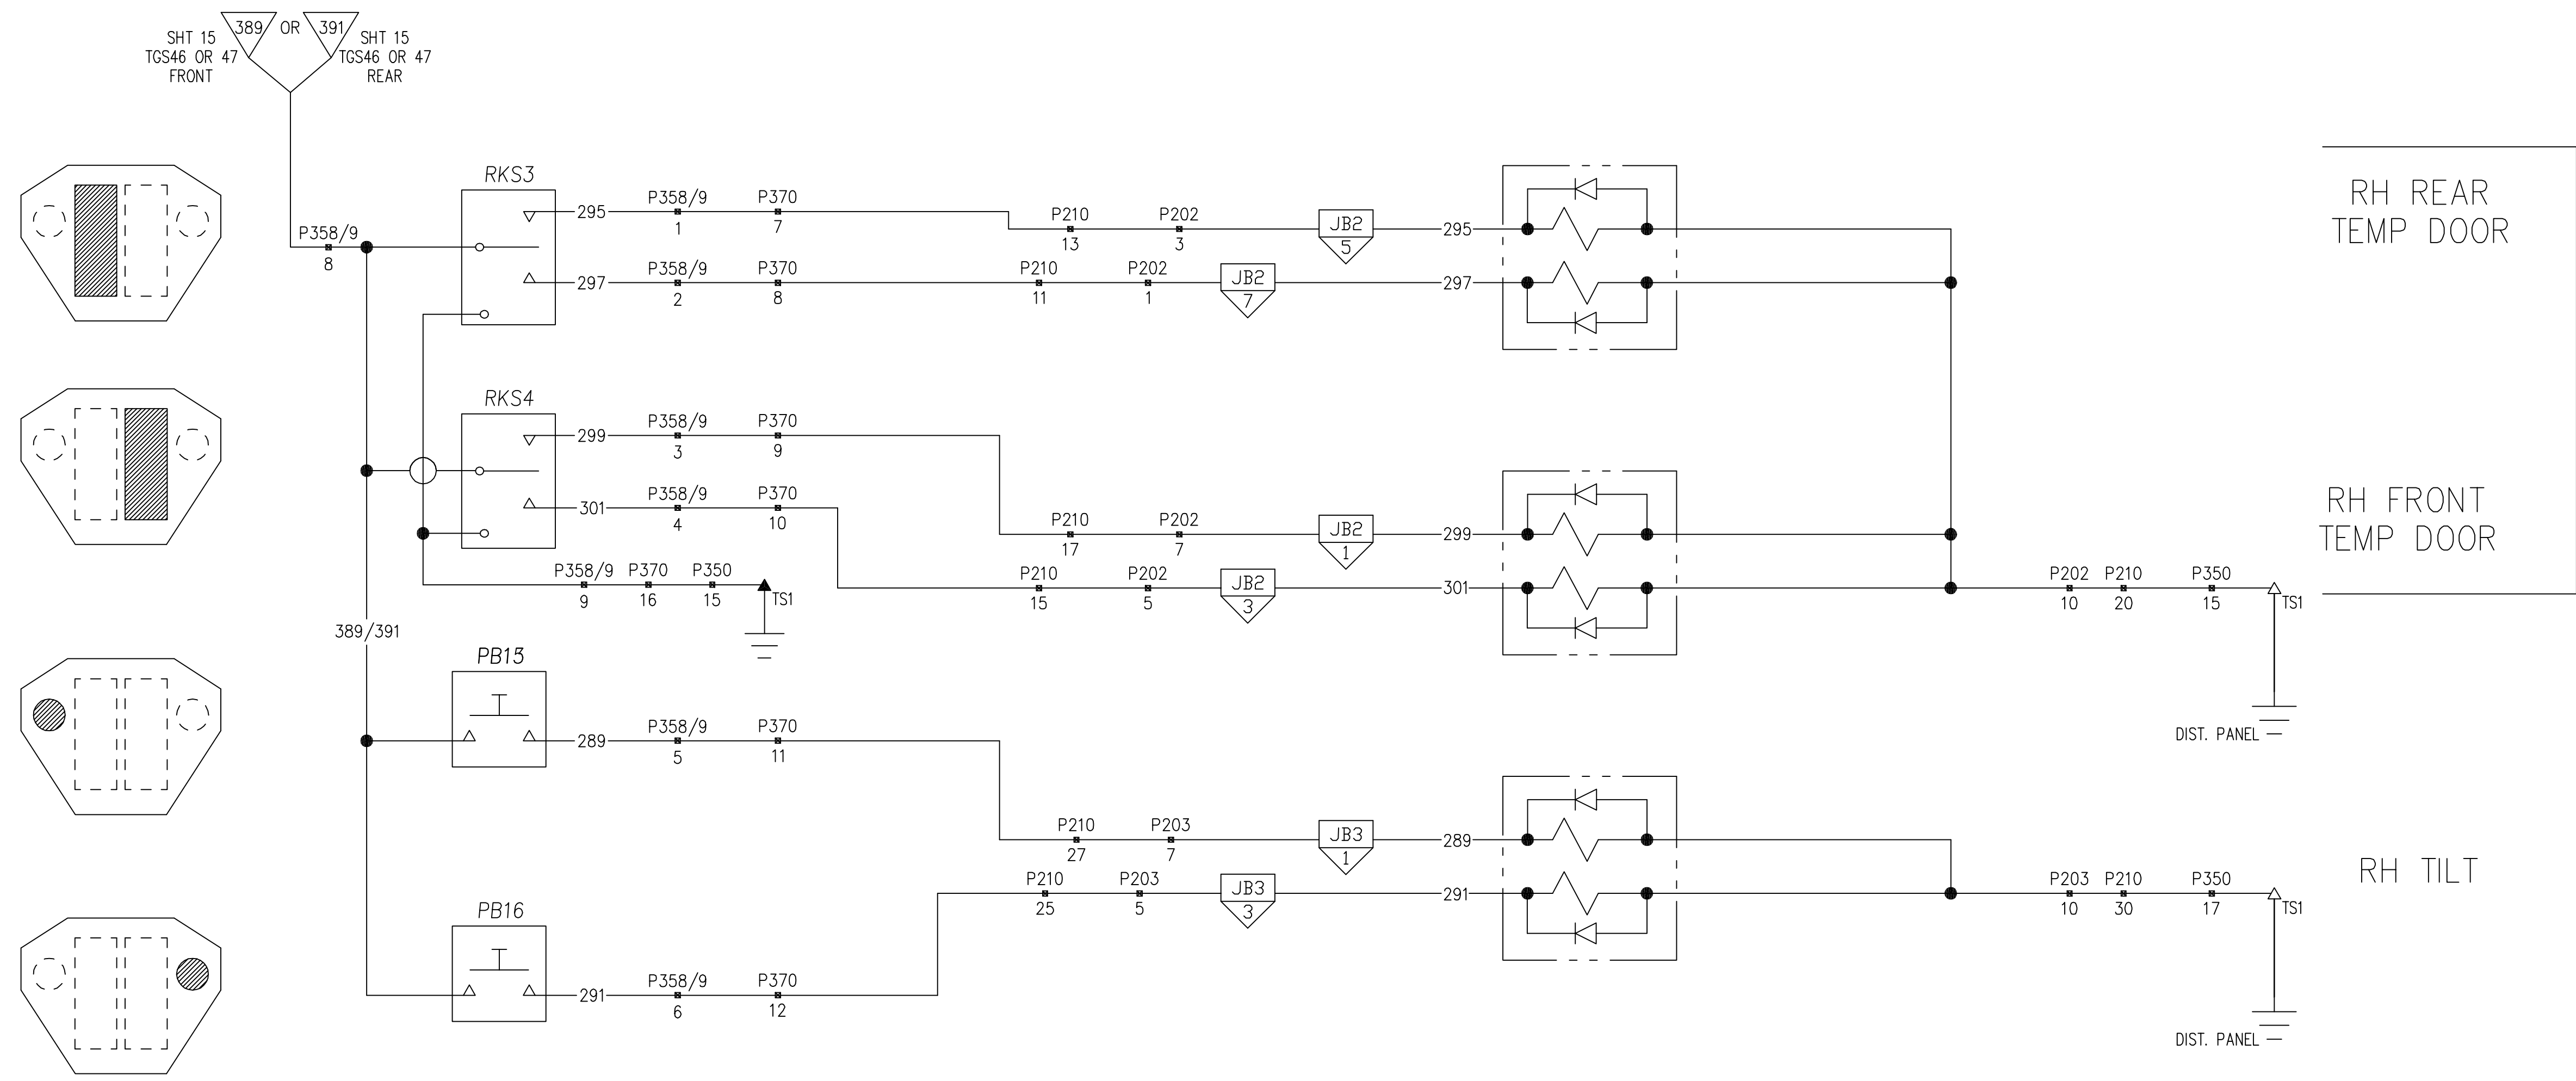 389 OR 391
SHT 15
TGS46 OR 47
FRONT
SHT 15
TGS46 OR 47
REAR
P358/9
8
RKS3
295
P358/9
1
P370
7
P210
13
P202
3
JB2
5
295
297
P358/9
2
P370
8
P210
11
P202
1
JB2
7
297
RH REAR
TEMP DOOR
RKS4
299
P358/9
3
P370
9
P210
17
P202
7
JB2
1
299
301
P358/9
4
P370
10
P210
15
P202
5
JB2
3
301
RH FRONT
TEMP DOOR
P202
10
P210
20
P350
15
TS1
DIST. PANEL
P358/9
9
P370
16
P350
15
TS1
389/391
PB13
289
P358/9
5
P370
11
P210
27
P203
7
JB3
1
289
PB16
291
P358/9
6
P370
12
P210
25
P203
5
JB3
3
291
P203
10
P210
30
P350
17
TS1
DIST. PANEL
RH TILT